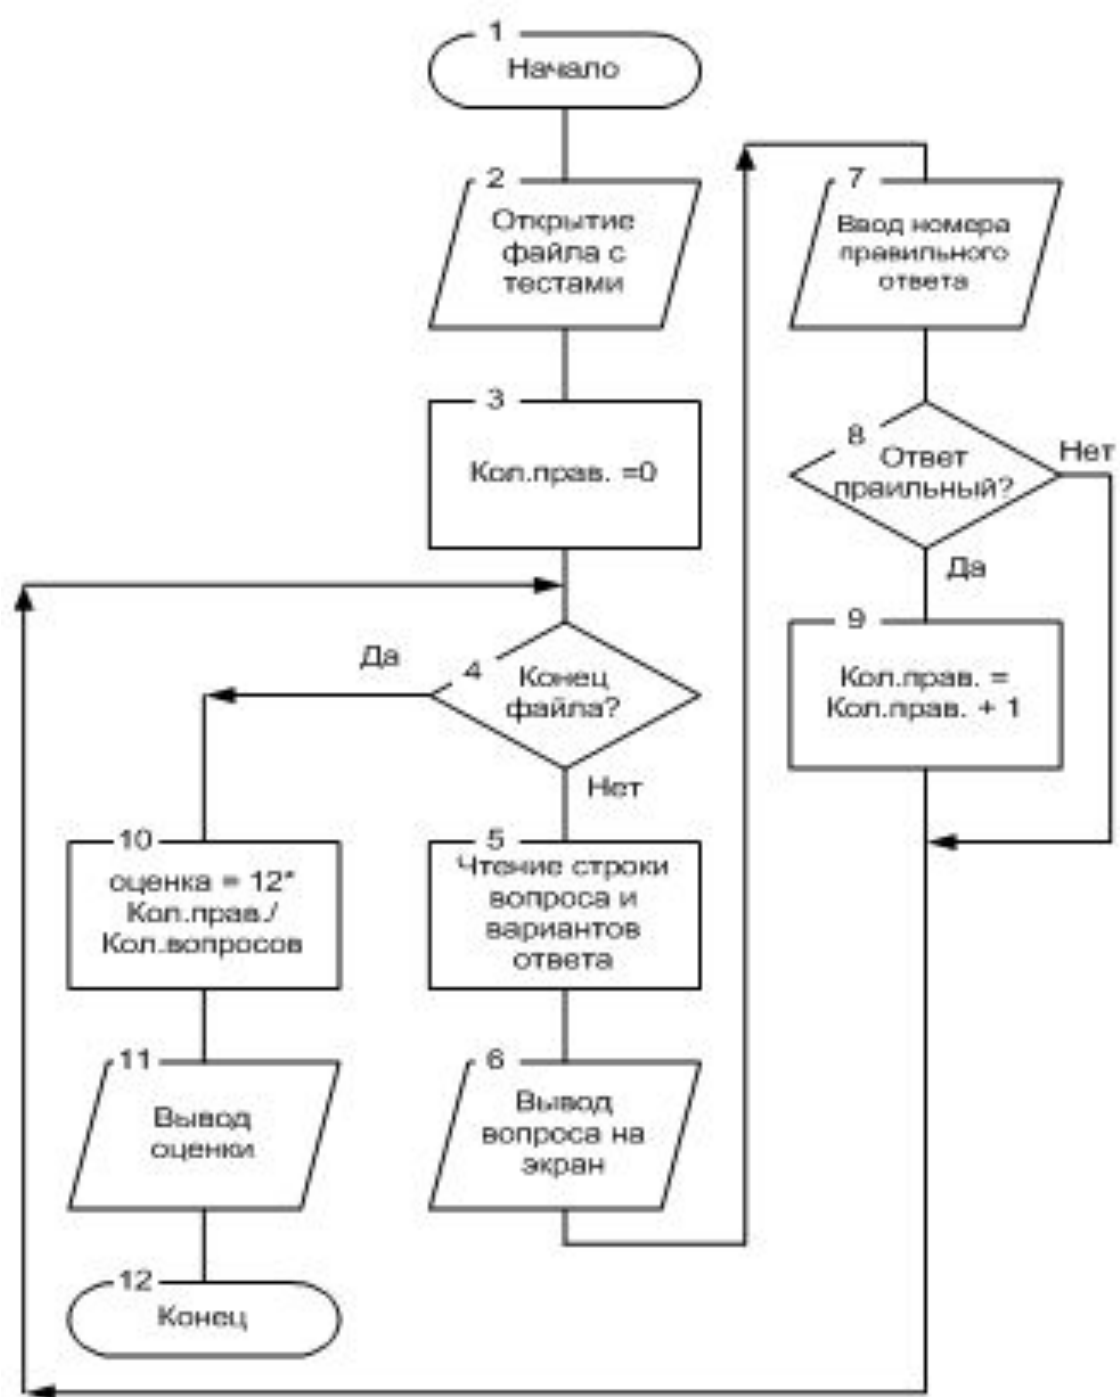 1
Начало
2
Открытие
файла с
тестами
3
Кол.прав. =0
4
Конец
файла?
Да
Нет
5
Чтение строки
вопроса и
вариантов
ответа
6
Вывод
вопроса на
экран
7
Ввод номера
правильного
ответа
8
Ответ
праильный?
Нет
Да
9
Кол.прав. =
Кол.прав. + 1
10
оценка = 12*
Кол.прав./
Кол.вопросов
11
Вывод
оценки
12
Конец